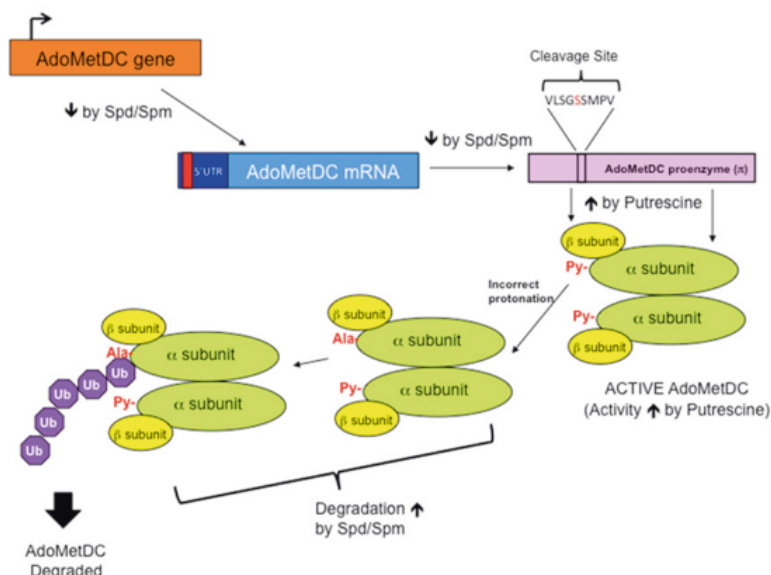 AdoMetDC gene
🡫 by Spd/Spm
5'UTR
AdoMetDC mRNA
🡫 by Spd/Spm
Cleavage Site
VLSGSSMPV
AdoMetDC proenzyme (π)
🡩 by Putrescine
β subunit
Py-
α subunit
Py-
α subunit
β subunit
ACTIVE AdoMetDC
(Activity 🡩 by Putrescine)
Incorrect
protonation
β subunit
Ala-
α subunit
Py-
α subunit
β subunit
β subunit
Ala-
α subunit
Py-
α subunit
β subunit
Ub
Ub
Ub
Ub
Ub
Degradation 🡩
by Spd/Spm
AdoMetDC
Degraded